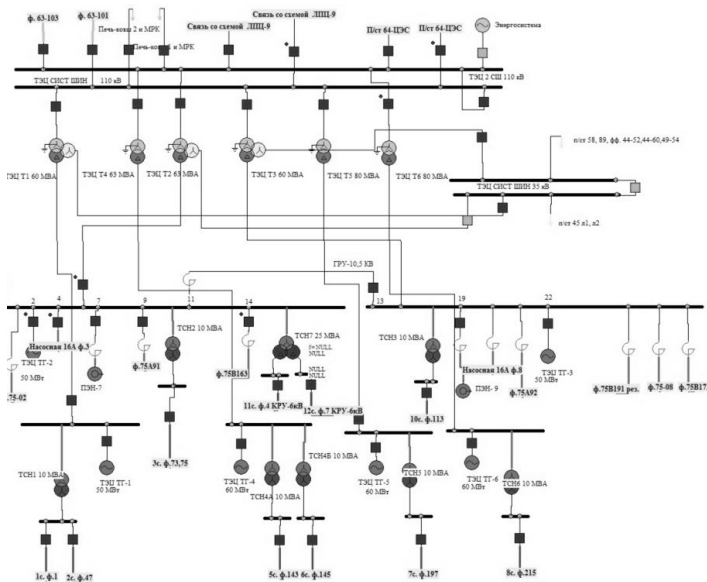 ф. 63-103
ф. 63-101
Печь-ковш 2 и МРК
Печь-ковш 1 и МРК
Связь со схемой ЛПЦ-9
Связь со схемой ЛПЦ-9
П/ст 64-ЦЭС
П/ст 64-ЦЭС
Энергосистема
ТЭЦ 2 СШ 110 кВ
ТЭЦ СИСТ ШИН 110 кВ
п/ст 58, 89, фф. 44-52,44-60,49-54
ТЭЦ Т1 60 МВА
ТЭЦ Т4 63 МВА
ТЭЦ Т2 63 МВА
ТЭЦ Т3 60 МВА
ТЭЦ Т5 80 МВА
ТЭЦ Т6 80 МВА
ТЭЦ СИСТ ШИН 35 кВ
п/ст 45 л1, л2
ГРУ-10,5 КВ
2
4
7
9
11
14
13
19
22
ТСН2 10 МВА
ТСН7 25 МВА
f=NULL
NULL
NULL
NULL
ТСН3 10 МВА
Насосная 16А ф.3
ТЭЦ ТГ-2
50 МВт
ф.75-02
ПЭН-7
ф.75А91
ф.75В163
11с. ф.4 КРУ-6кВ
12с. ф.7 КРУ-6кВ
10с. ф.113
Насосная 16А ф.8
ПЭН- 9
ф.75А92
ТЭЦ ТГ-3
50 МВт
ф.75В191 рез.
ф.75-08
ф.75В17
3с. ф.73,75
ТСН1 10 МВА
ТЭЦ ТГ-1
50 МВт
ТЭЦ ТГ-4
60 МВт
ТСН4А 10 МВА
ТСН4Б 10 МВА
ТЭЦ ТГ-5
60 МВт
ТСН5 10 МВА
ТЭЦ ТГ-6
60 МВт
ТСН6 10 МВА
1с. ф.1
2с. ф.47
5с. ф.143
6с. ф.145
7с. ф.197
8с. ф.215